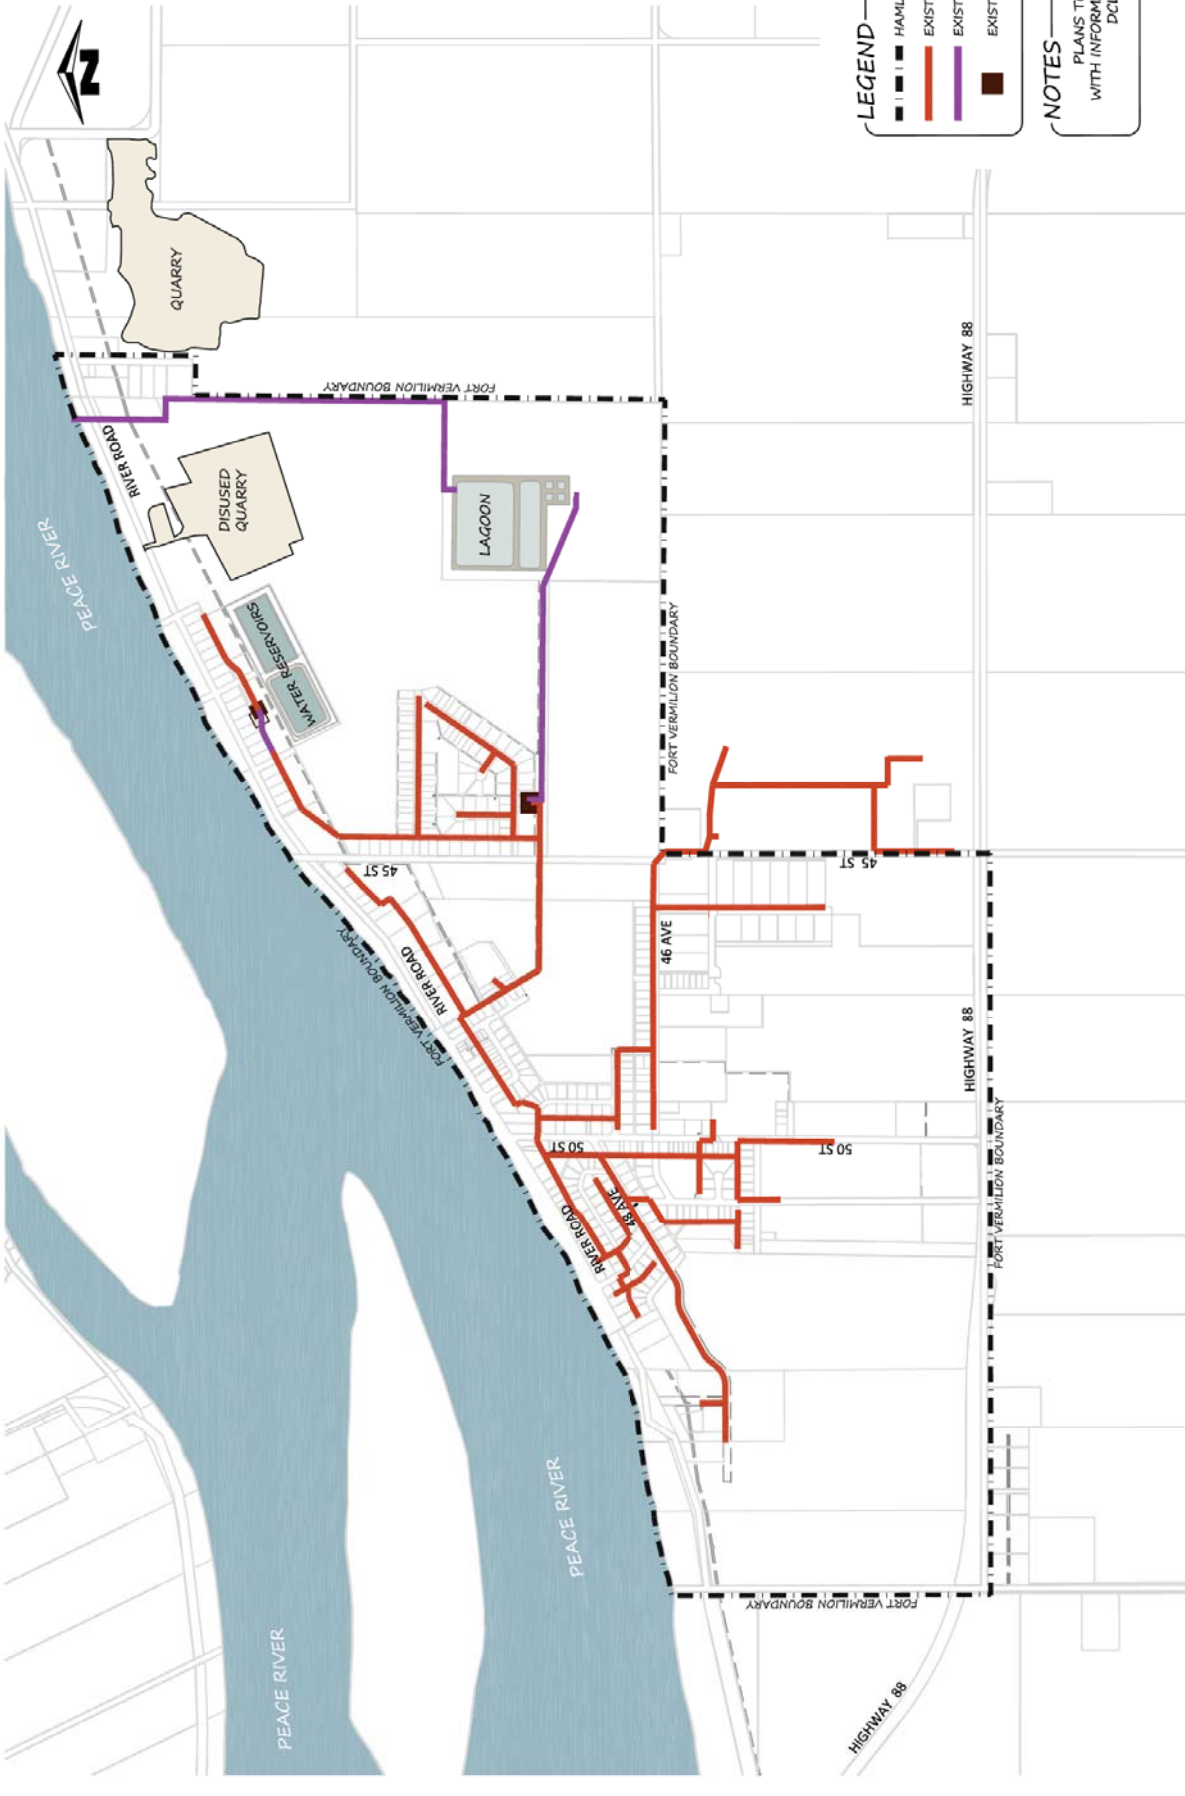 N
QUARRY
FORT VERMILION BOUNDARY
RIVER ROAD
DISUSED
QUARRY
LAGOON
PEACE RIVER
WATER RESERVOIRS
FORT VERMILION BOUNDARY
HIGHWAY 88
45 ST
45 ST
46 AVE
RIVER ROAD
FORT VERMILION BOUNDARY
HIGHWAY 88
50 ST
50 ST
48 AVE
RIVER ROAD
FORT VERMILION BOUNDARY
PEACE RIVER
PEACE RIVER
FORT VERMILION BOUNDARY
HIGHWAY 88
LEGEND
HAML
EXIST
EXIST
EXIST
NOTES
PLANS T
WITH INFORM
DCL